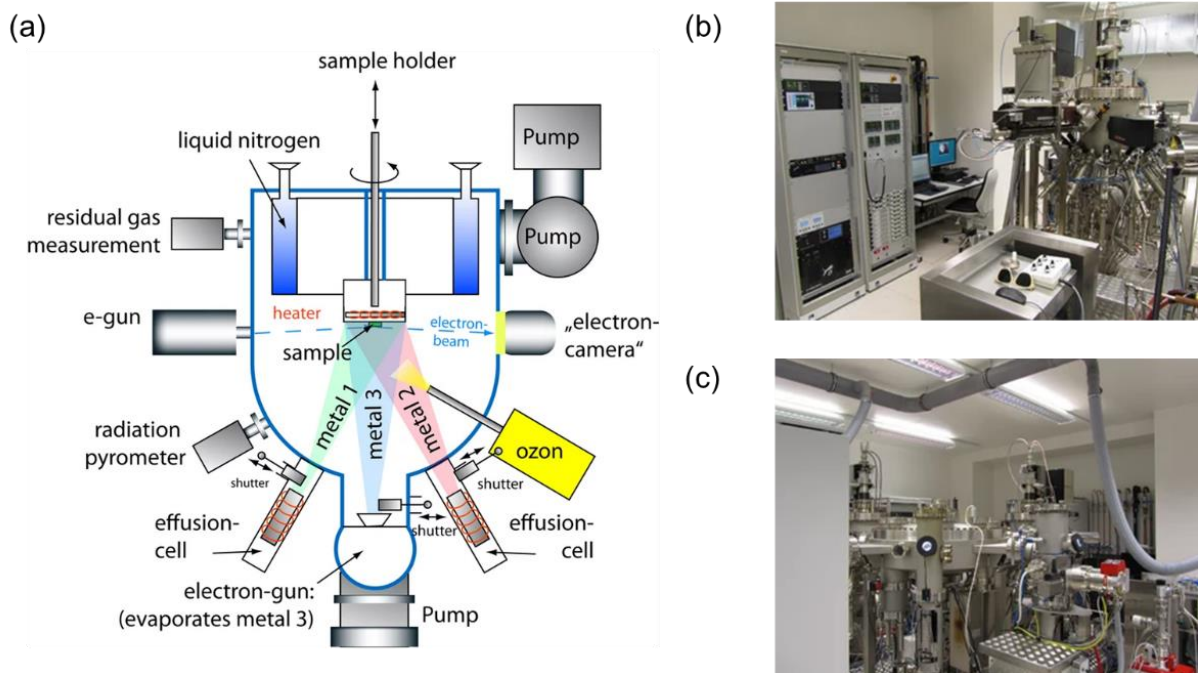 (a)
sample holder
liquid nitrogen
residual gas
measurement
Pump
Pump
e-gun
heater
electron-
beam
„electron-
camera“
sample
metal 1
metal 3
metal 2
radiation
pyrometer
shutter
ozon
shutter
effusion-
cell
shutter
effusion-
cell
electron-gun:
(evaporates metal 3)
Pump
(b)
(c)